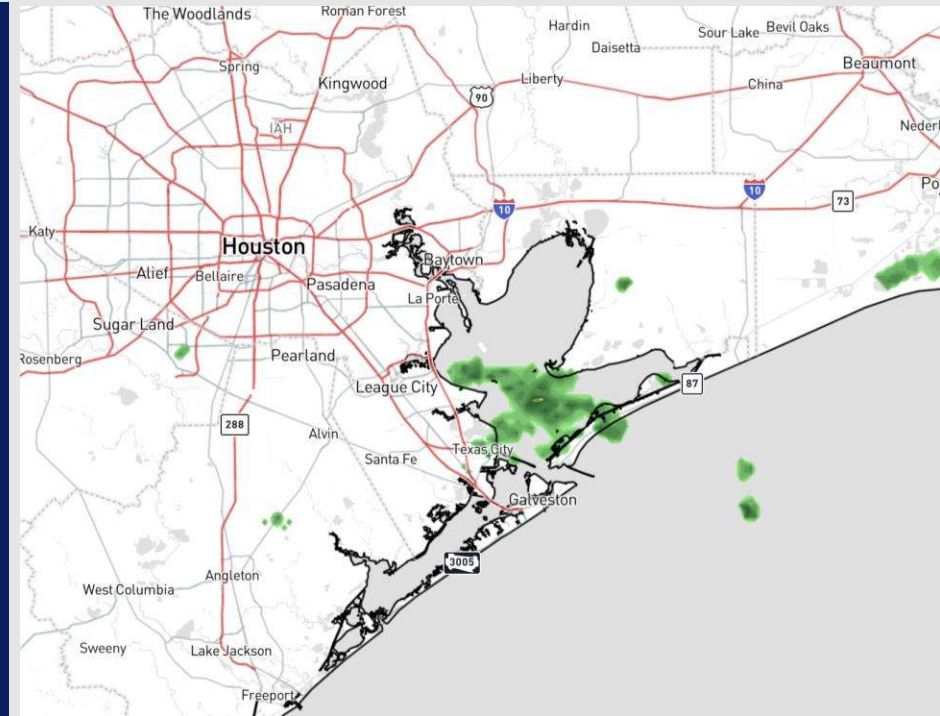 The Woodlands
Roman Forest
Hardin
Daisetta
Sour Lake
Bevil Oaks
Beaumont
Spring
Kingwood
Liberty
China
90
IAH
Nederl
Po
10
10
73
Katy
Houston
Baytown
Alief
Bellaire
Pasadena
La Porte
Sugar Land
Rosenberg
Pearland
League City
87
288
Alvin
Santa Fe
Texas City
Galveston
3005
Angleton
West Columbia
Sweeny
Lake Jackson
Freeport